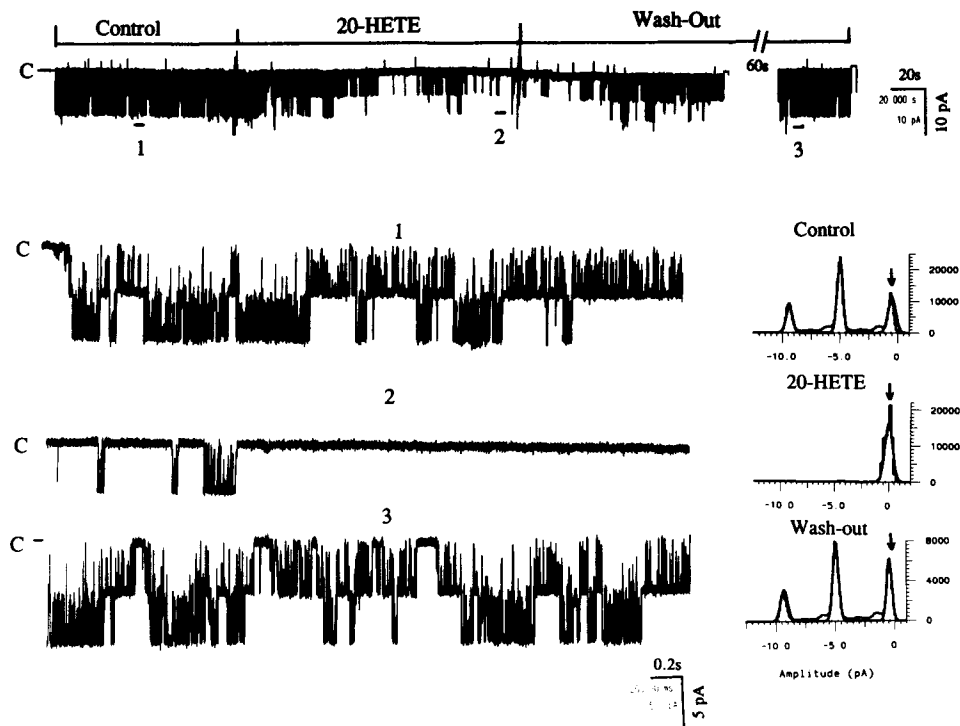 Control 20-HETE Wash-Out
C
60s
20s
20 000 s
10 pA
10 pA
1 2 3
C
1
Control
20000
10000
0
-10.0 -5.0 0
20-HETE
2
C
20000
10000
0
-10.0 -5.0 0
3
C
Wash-out
8000
4000
0
-10.0 -5.0 0
Amplitude (pA)
0.2s
5 pA